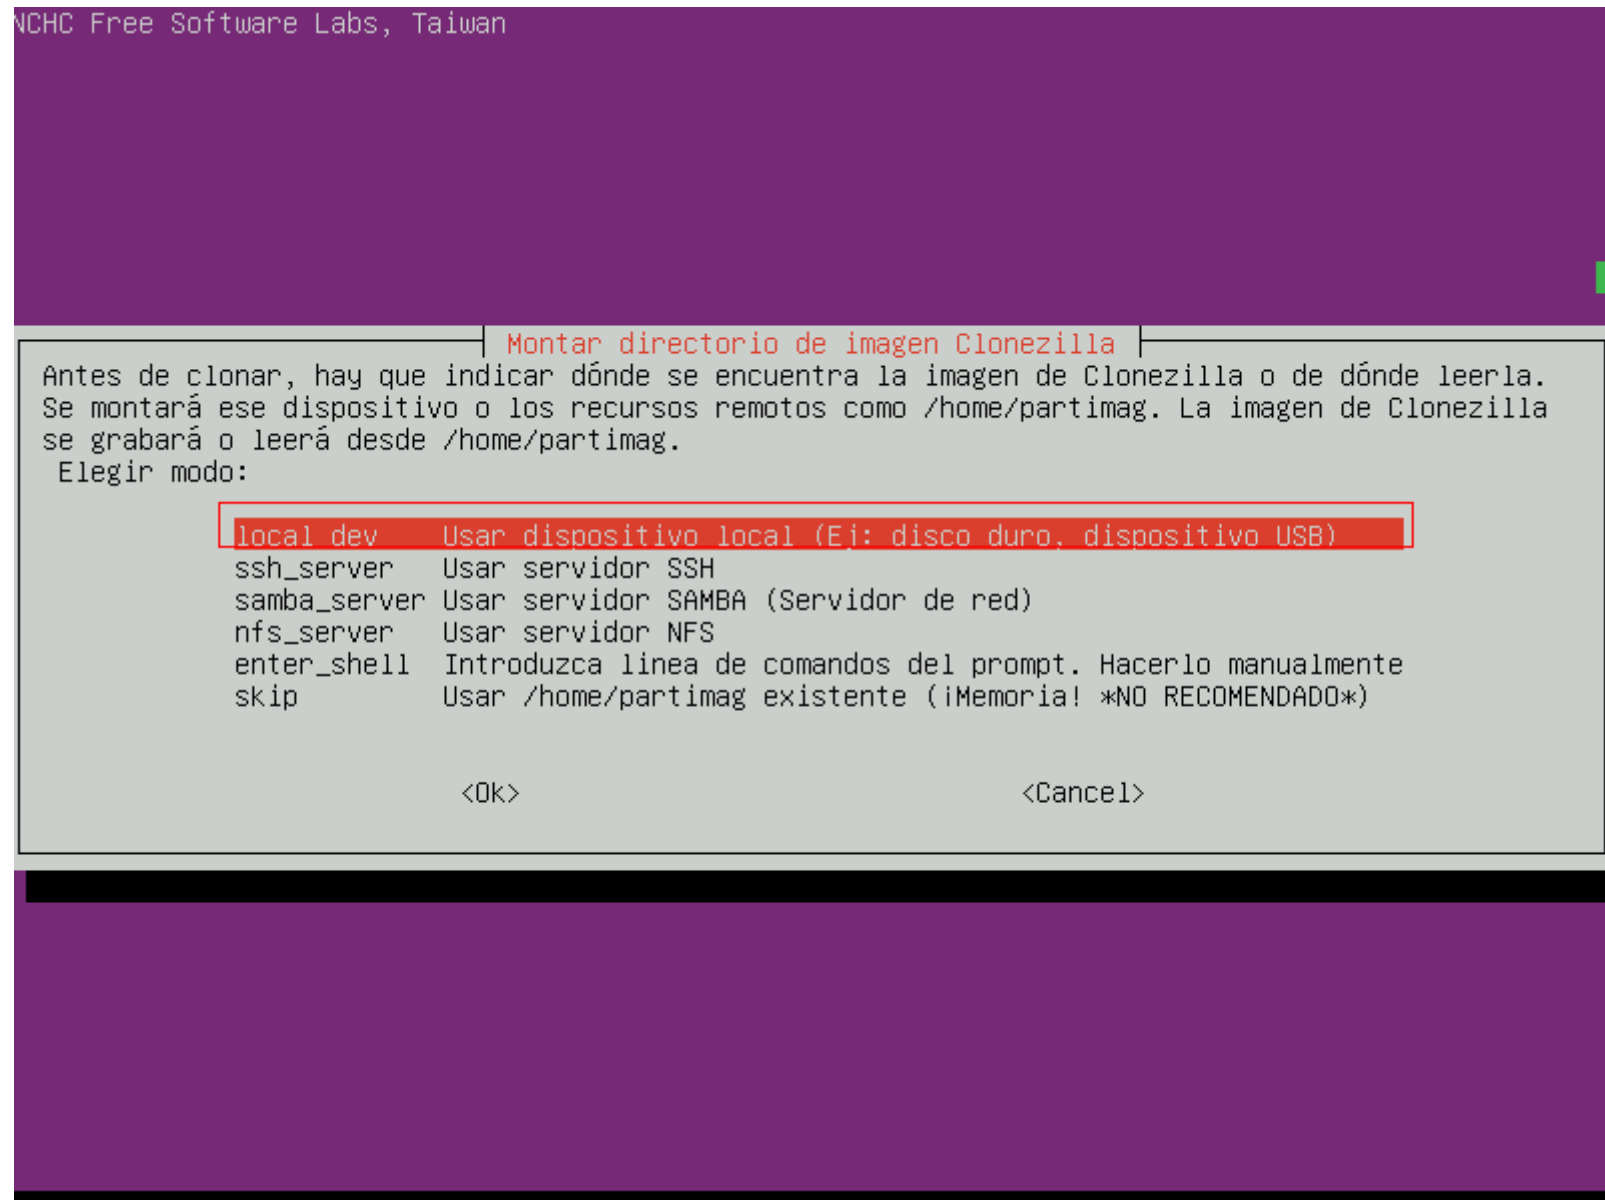 NCHC Free Software Labs, Taiwan
Montar directorio de imagen Clonezilla
Antes de clonar, hay que indicar dónde se encuentra la imagen de Clonezilla o de dónde leerla.
Se montará ese dispositivo o los recursos remotos como /home/partimag. La imagen de Clonezilla
se grabará o leerá desde /home/partimag.
Elegir modo:
local_dev Usar dispositivo local (Ej: disco duro, dispositivo USB)
ssh_server Usar servidor SSH
samba_server Usar servidor SAMBA (Servidor de red)
nfs_server Usar servidor NFS
enter_shell Introduzca linea de comandos del prompt. Hacerlo manualmente
skip Usar /home/partimag existente (¡Memoria! *NO RECOMENDADO*)
<Ok> <Cancel>